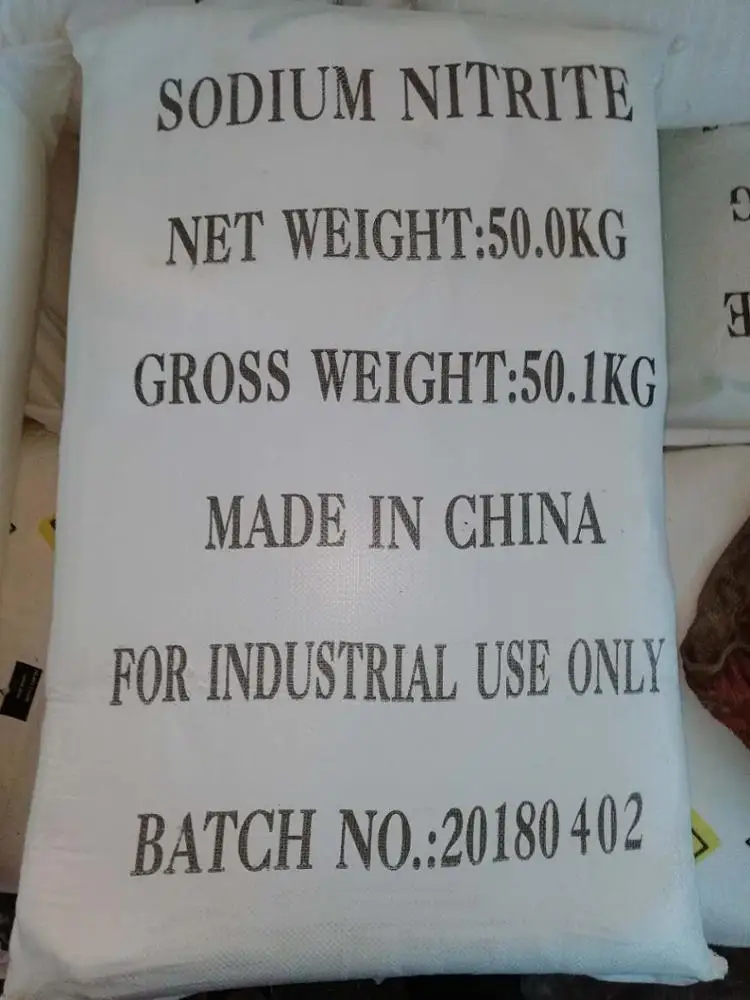 SODIUM NITRITE
NET WEIGHT:50.0KG
GROSS WEIGHT:50.1KG
MADE IN CHINA
FOR INDUSTRIAL USE ONLY
BATCH NO.:20180402